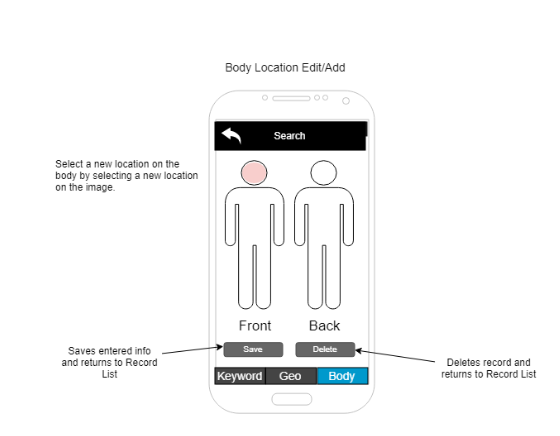 Body Location Edit/Add
Search
Select a new location on the
body by selecting a new location
on the image.
Front
Back
Saves entered info
and returns to Record
List
Save
Delete
Deletes record and
returns to Record List
Keyword
Geo
Body